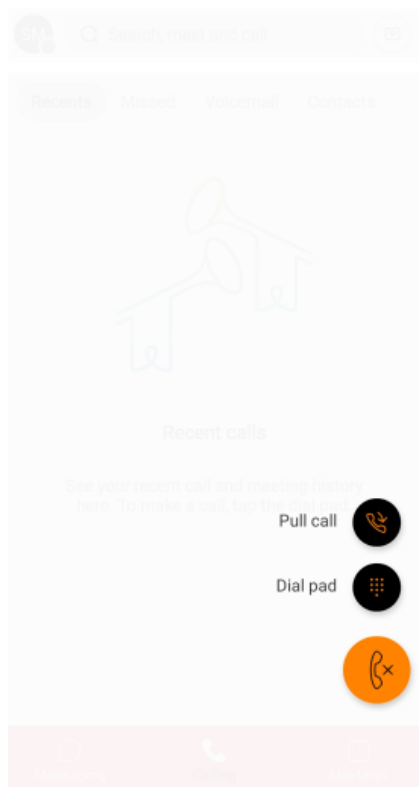 Search, meet and call
Recents Missed Voicemail Contacts
Recent calls
See your recent call and meeting history
here. To make a call, tap the dial pad.
Pull call
Dial pad
Calling
Meetings